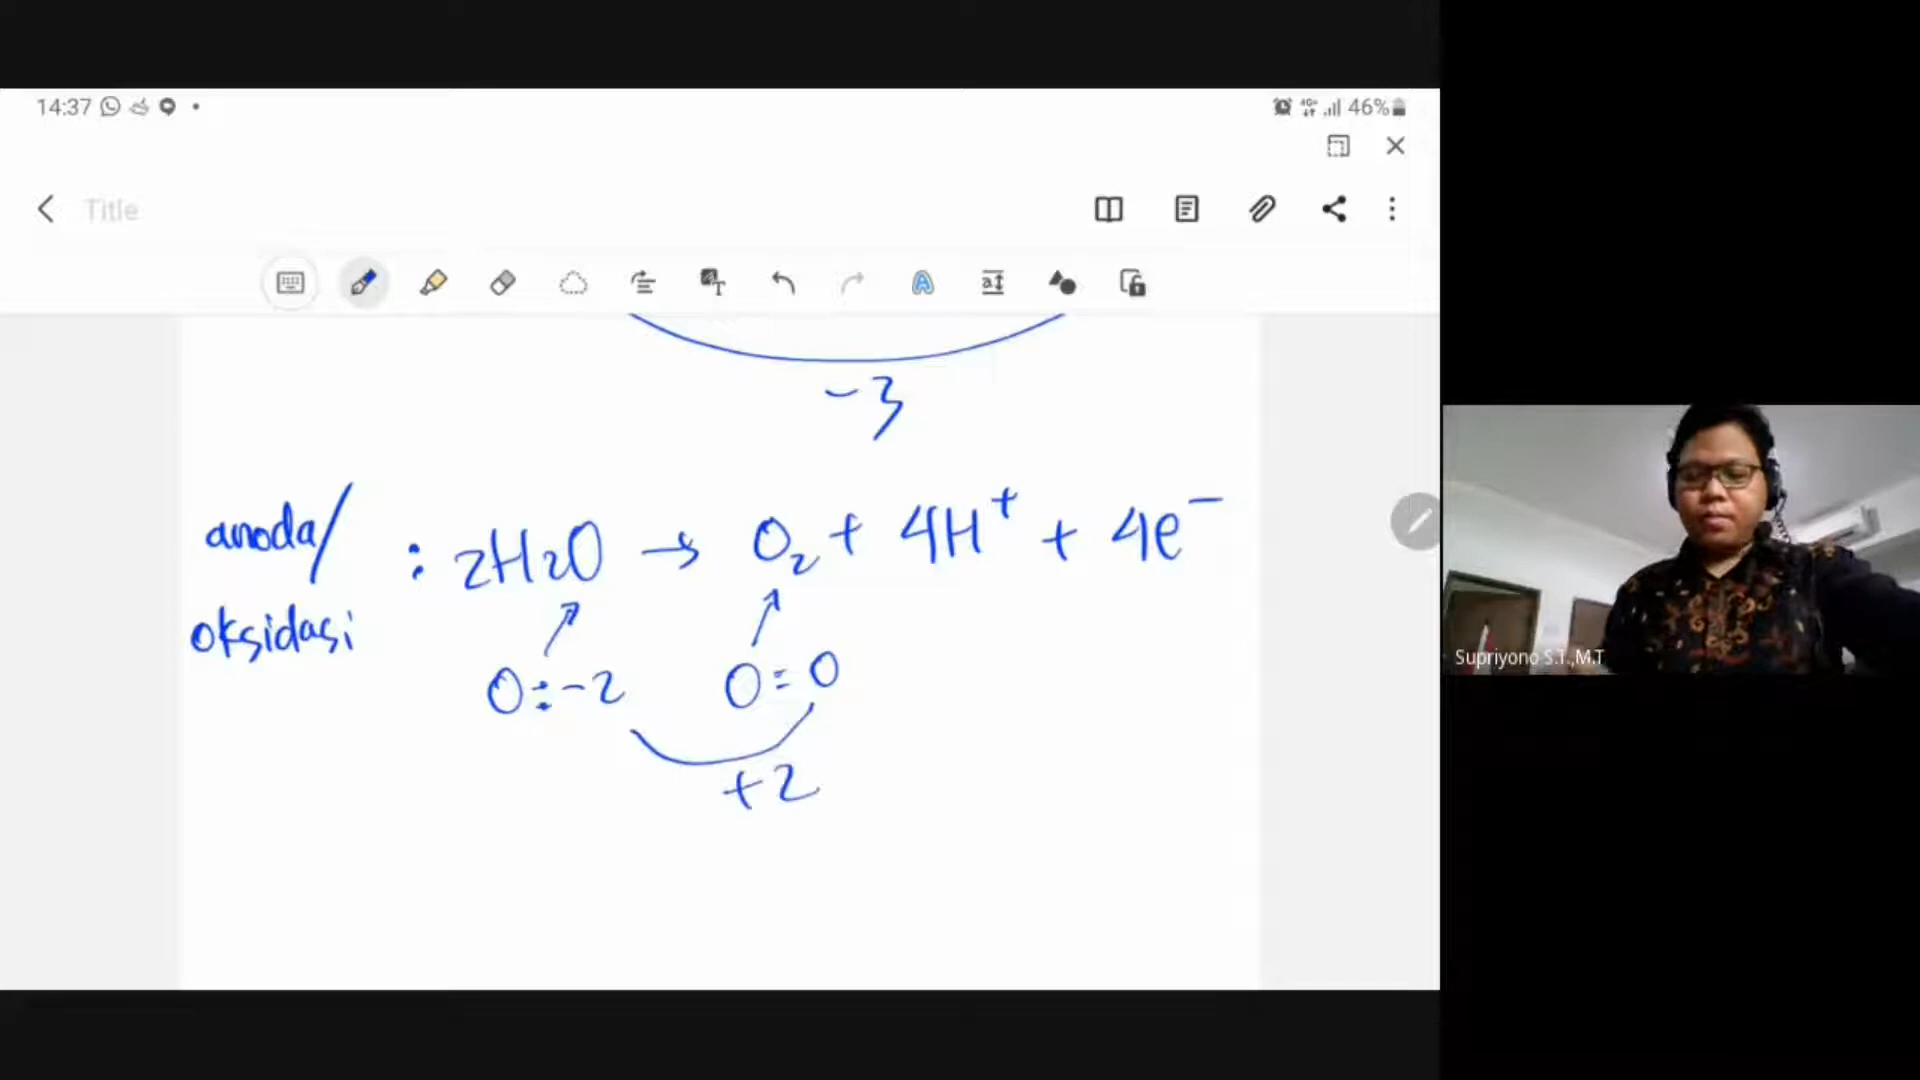 14:37
46%
Title
-3
anoda/ : 2H₂O → O₂ + 4H⁺ + 4e⁻
oksidasi
O:-2 O=0
+2
Supriyono S.T.,M.T